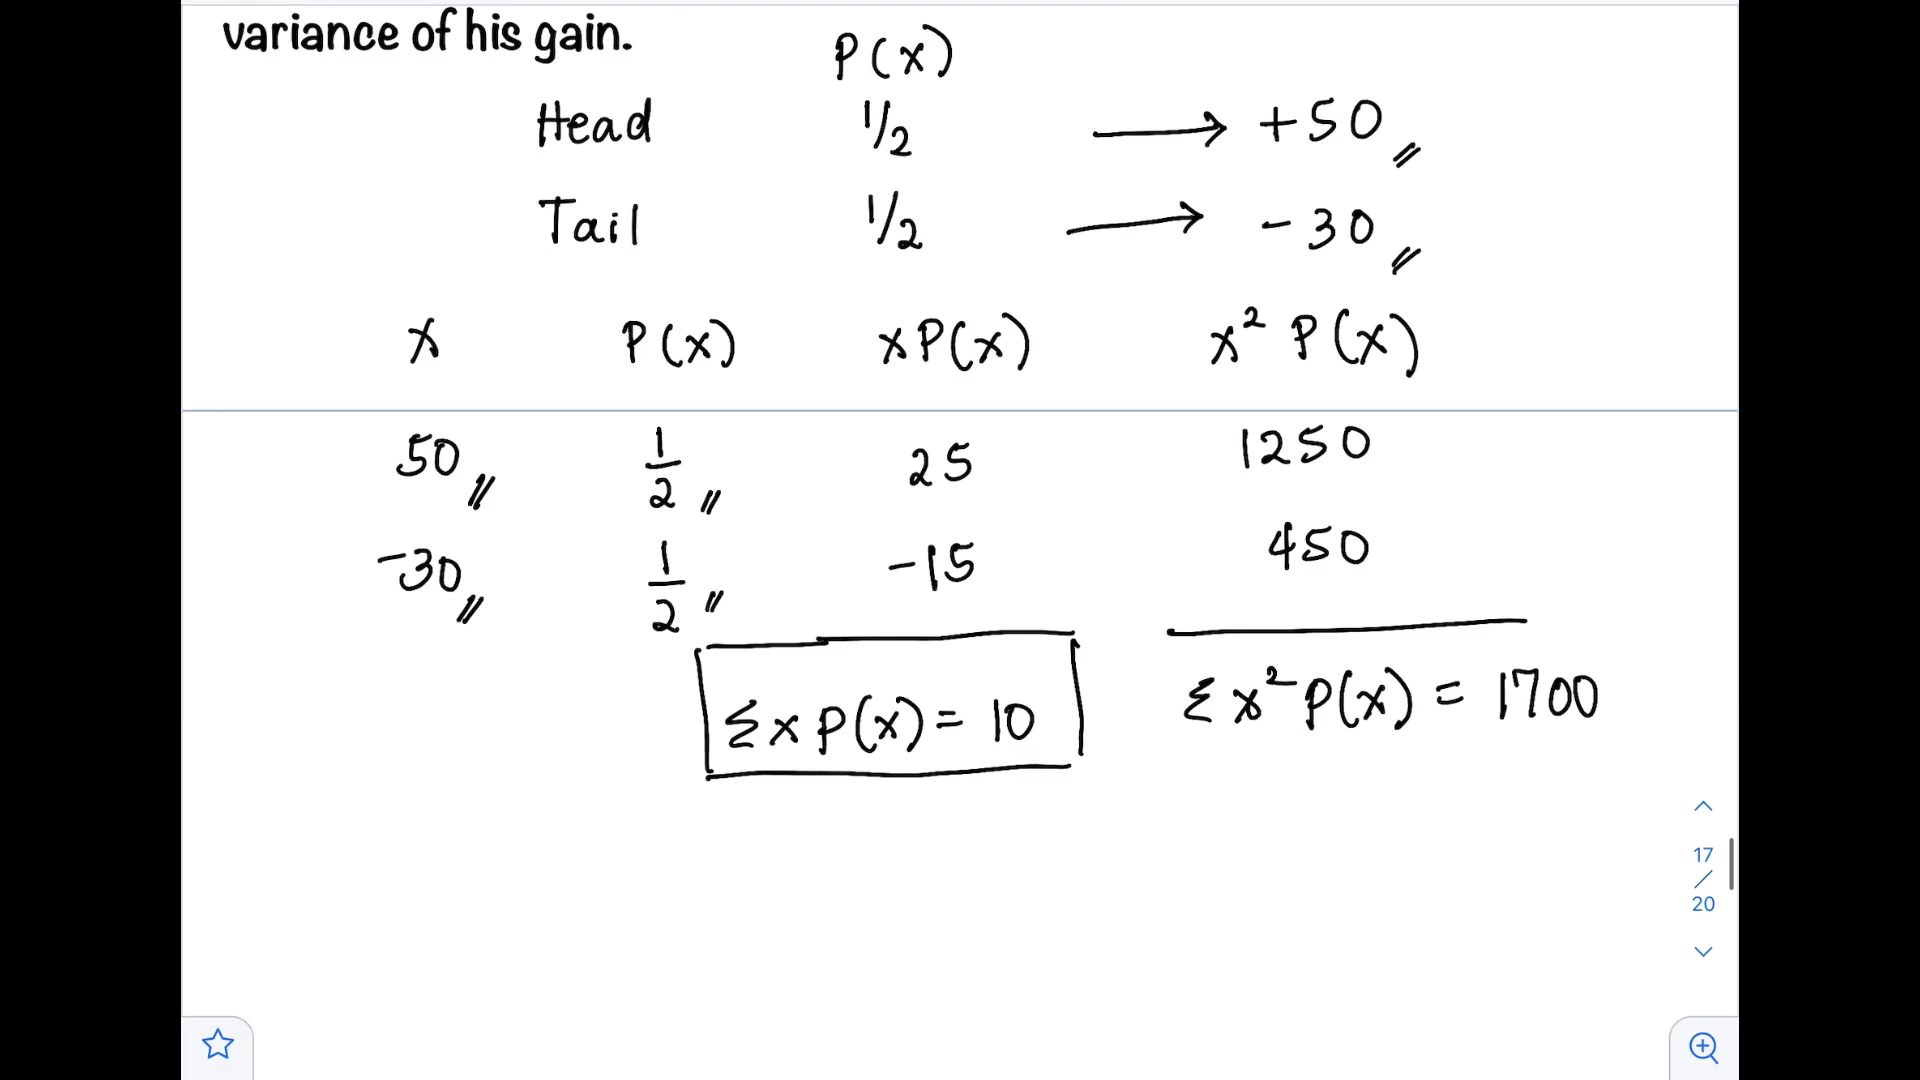 variance of his gain.
P(x)
Head 1/2 → +50
Tail 1/2 → -30
x P(x) xP(x) x² P(x)
50 1/2 25 1250
-30 1/2 -15 450
Σ x P(x) = 10 Σ x² P(x) = 1700
17
/
20